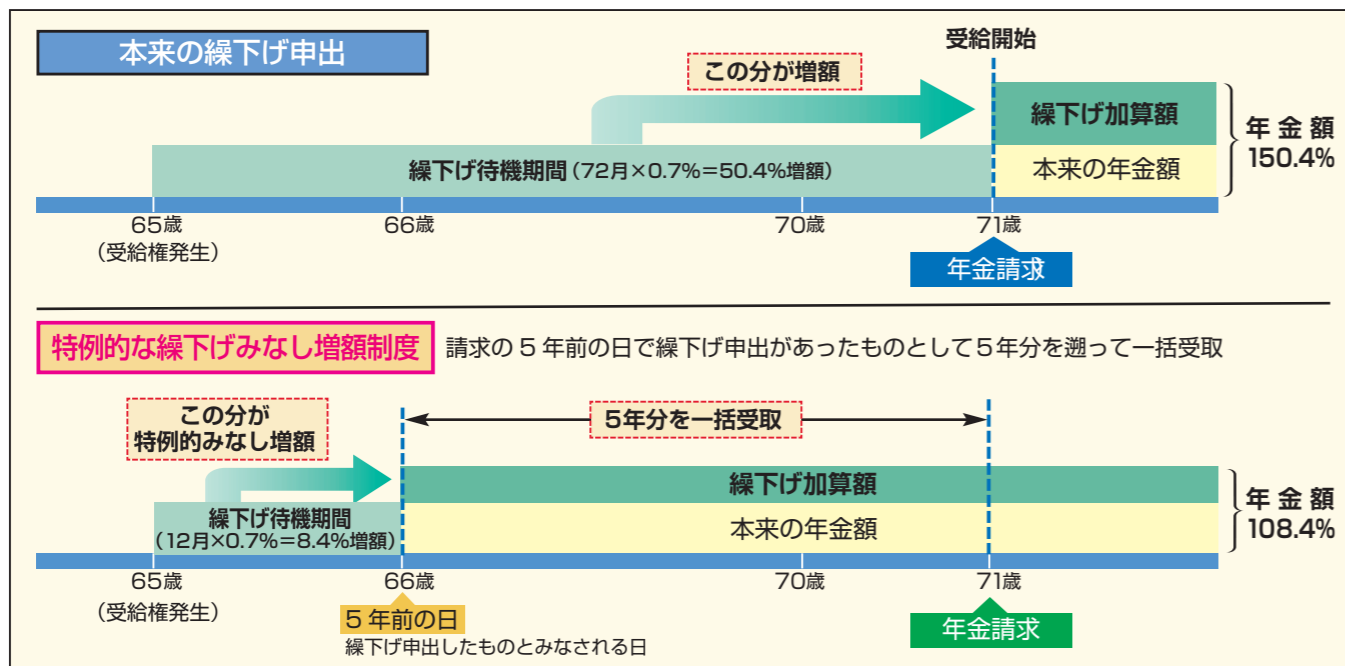 本来の繰下げ申出
受給開始
この分が増額
繰下げ加算額
繰下げ待機期間（72月×0.7％＝50.4％増額）
本来の年金額
年金額
150.4％
65歳
66歳
70歳
71歳
（受給権発生）
年金請求
特例的な繰下げみなし増額制度
請求の5年前の日で繰下げ申出があったものとして5年分を遡って一括受取
この分が
特例的みなし増額
5年分を一括受取
繰下げ加算額
繰下げ待機期間
（12月×0.7％＝8.4％増額）
本来の年金額
年金額
108.4％
65歳
66歳
70歳
71歳
（受給権発生）
5年前の日
年金請求
繰下げ申出したものとみなされる日